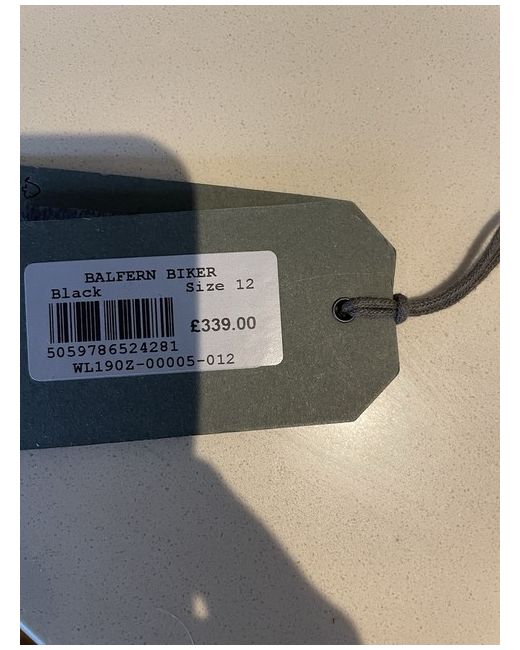 BALFERN BIKER
Black Size 12
£339.00
5059786524281
WL190Z-00005-012